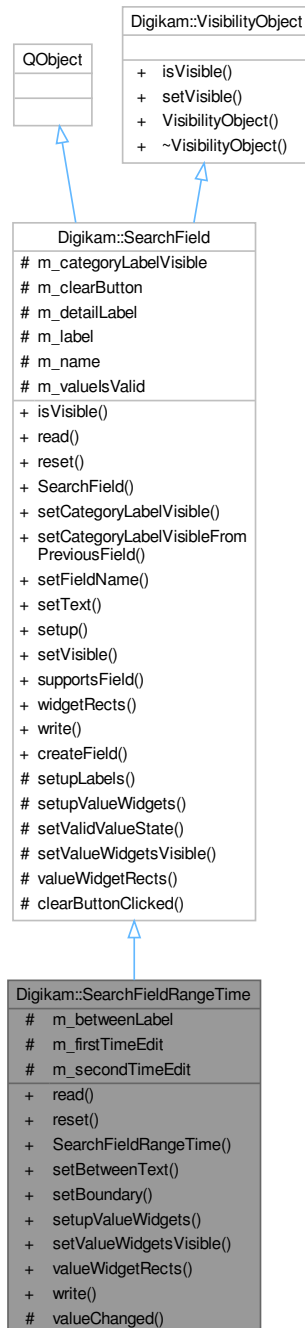 Digikam::VisibilityObject
+ isVisible()
+ setVisible()
+ VisibilityObject()
+ ~VisibilityObject()
QObject
Digikam::SearchField
# m_categoryLabelVisible
# m_clearButton
# m_detailLabel
# m_label
# m_name
# m_valueIsValid
+ isVisible()
+ read()
+ reset()
+ SearchField()
+ setCategoryLabelVisible()
+ setCategoryLabelVisibleFrom
PreviousField()
+ setFieldName()
+ setText()
+ setup()
+ setVisible()
+ supportsField()
+ widgetRects()
+ write()
+ createField()
# setupLabels()
# setupValueWidgets()
# setValidValueState()
# setValueWidgetsVisible()
# valueWidgetRects()
# clearButtonClicked()
Digikam::SearchFieldRangeTime
# m_betweenLabel
# m_firstTimeEdit
# m_secondTimeEdit
+ read()
+ reset()
+ SearchFieldRangeTime()
+ setBetweenText()
+ setBoundary()
+ setupValueWidgets()
+ setValueWidgetsVisible()
+ valueWidgetRects()
+ write()
# valueChanged()